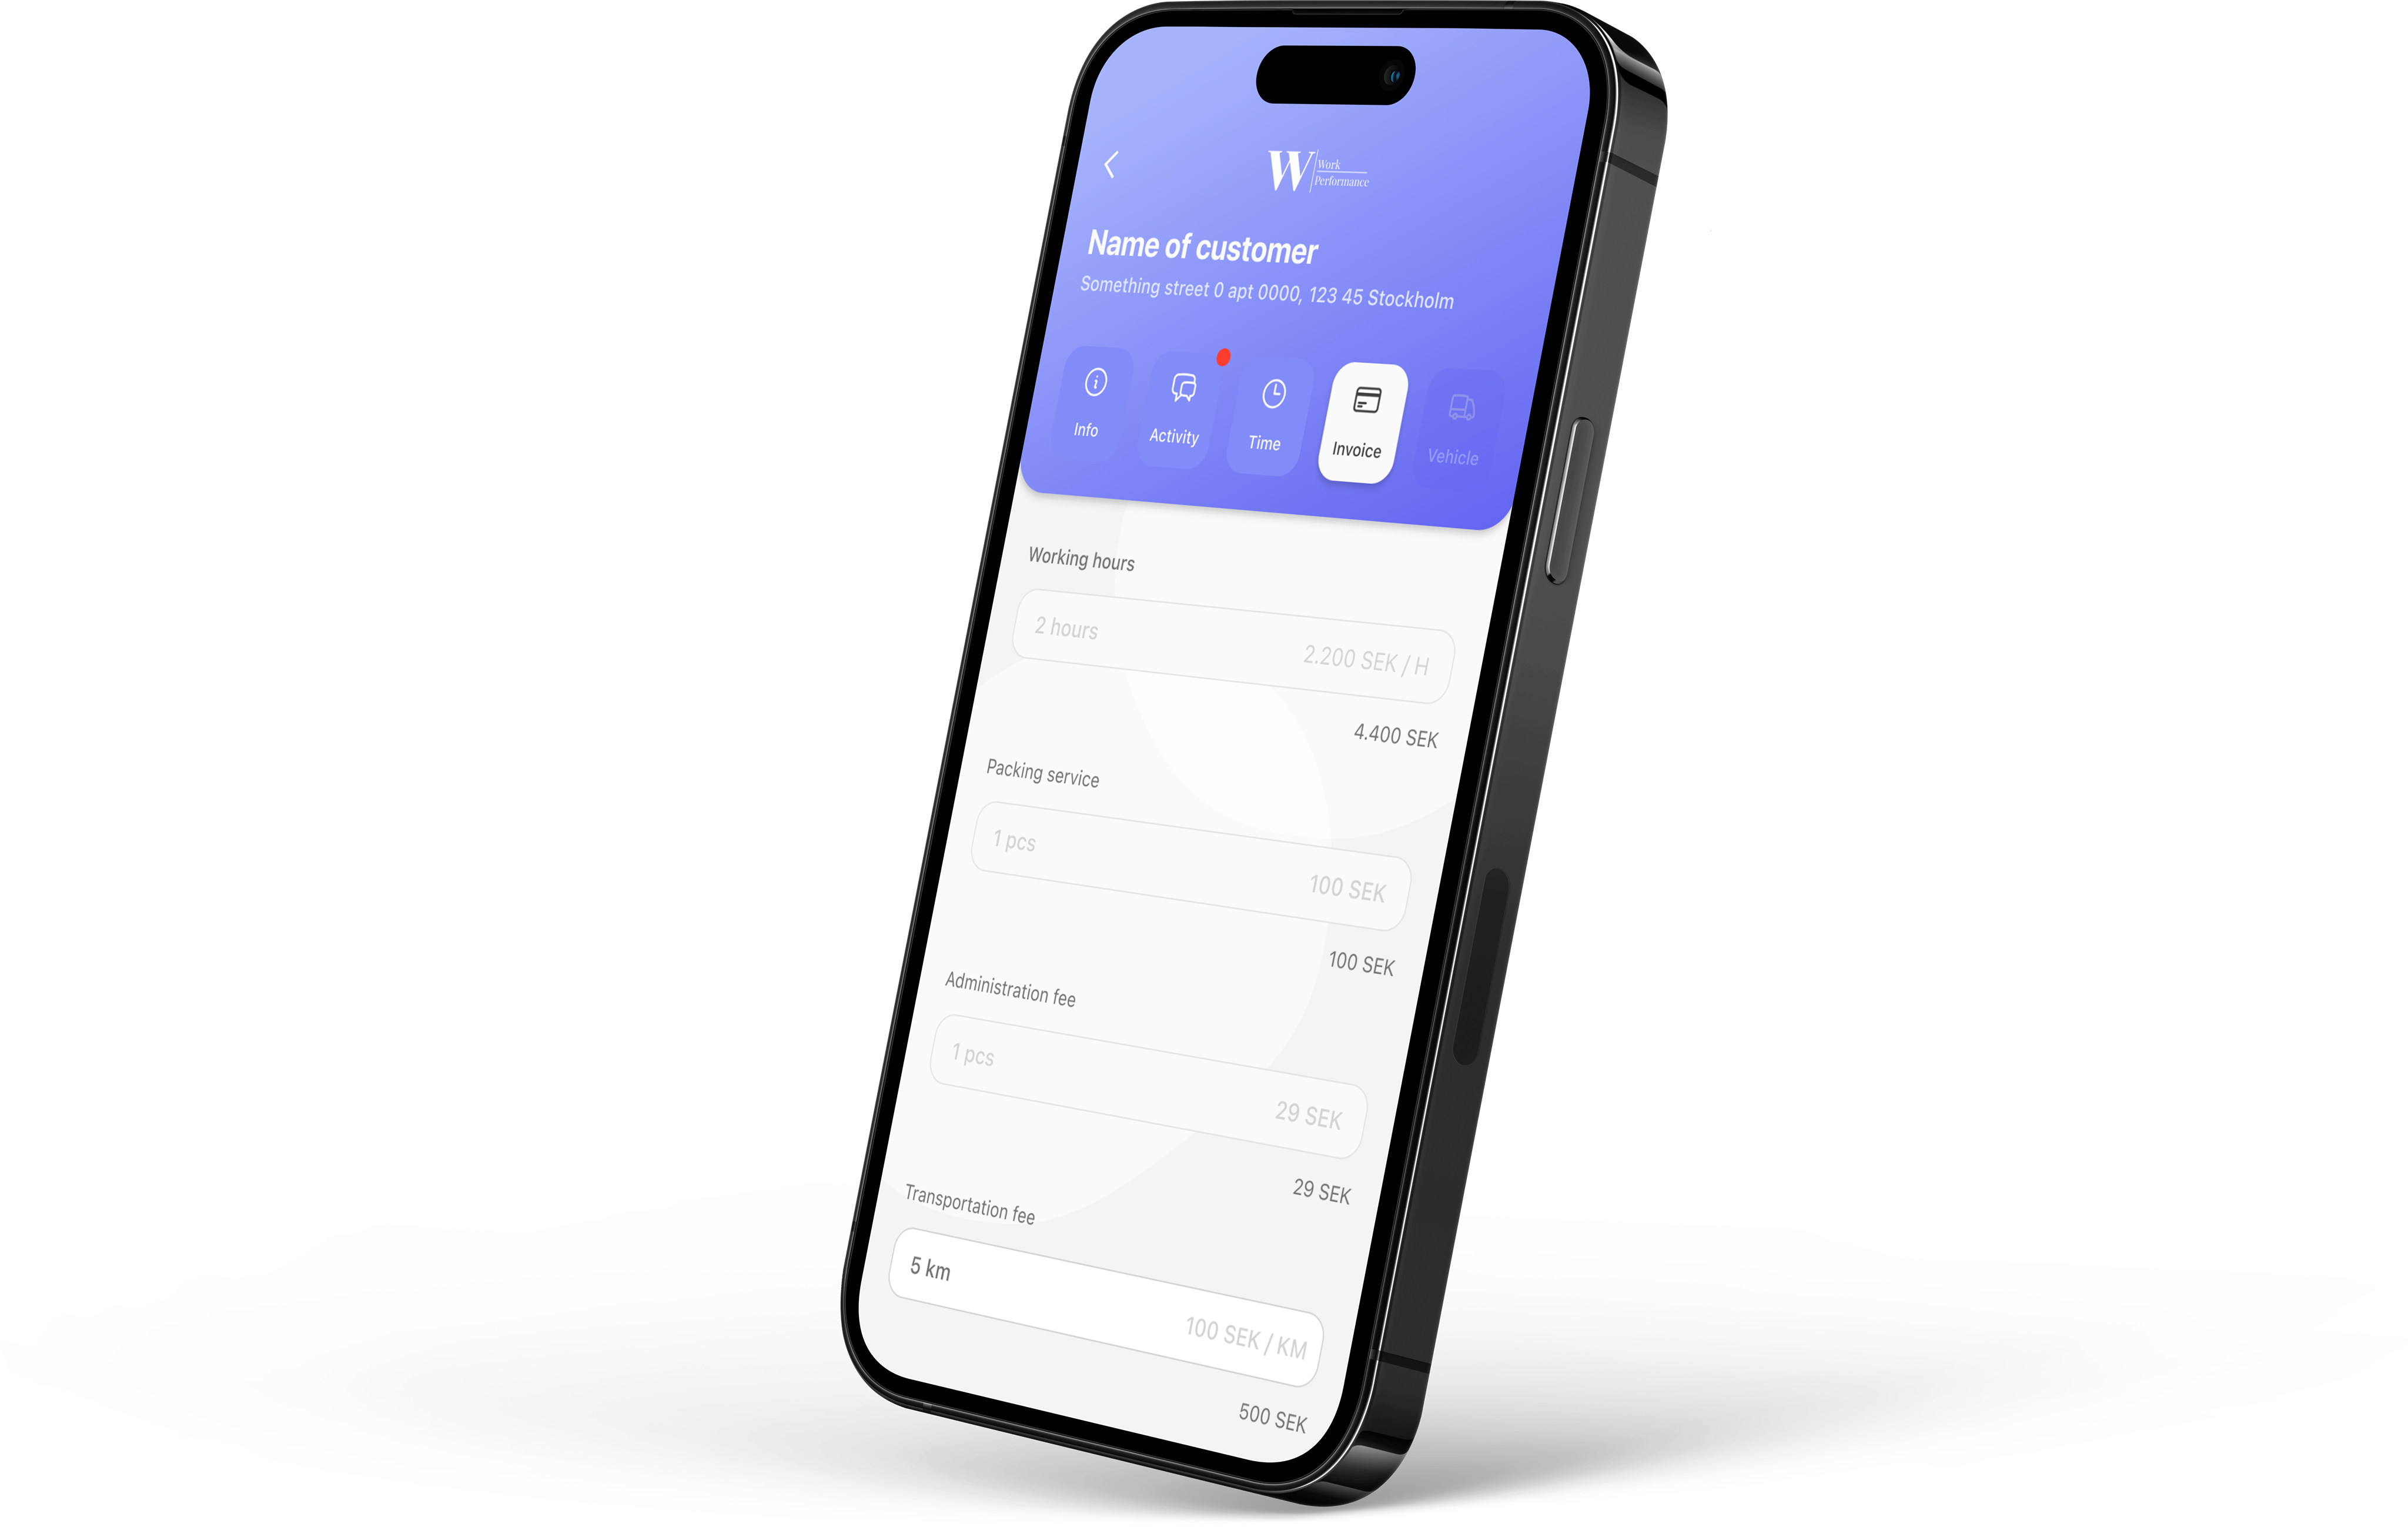 W Work
Performance
Name of customer
Something street 0 apt 0000, 123 45 Stockholm
Info Activity Time Invoice Vehicle
Working hours
2 hours 2.200 SEK / H
4.400 SEK
Packing service
1 pcs 100 SEK
100 SEK
Administration fee
1 pcs 29 SEK
29 SEK
Transportation fee
5 km 100 SEK / KM
500 SEK